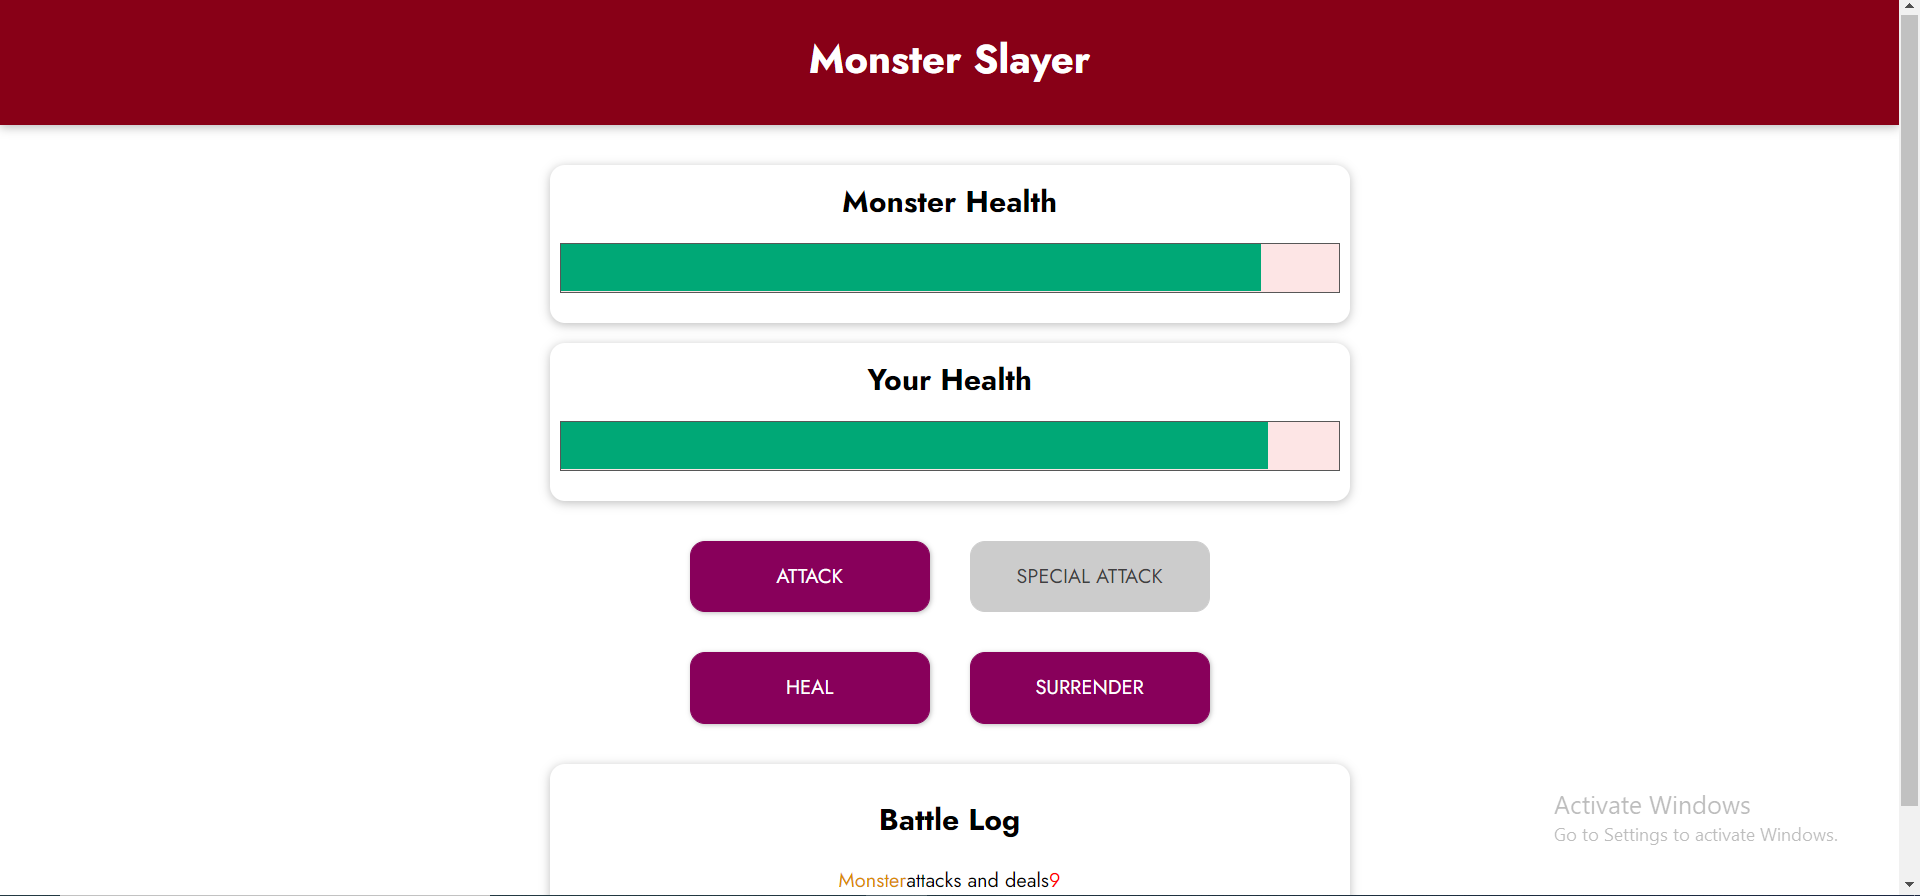 Monster Slayer
Monster Health
Your Health
ATTACK
SPECIAL ATTACK
HEAL
SURRENDER
Battle Log
Monsterattacks and deals9
Activate Windows
Go to Settings to activate Windows.